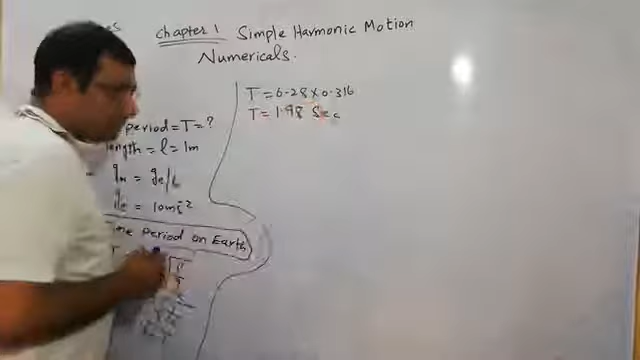 Chapter 1 Simple Harmonic Motion
Numericals.
period = T = ?
length = l = 1m
gm = ge/6
ge = 10ms⁻²
Time Period on Earth
T = 6.28 × 0.316
T = 1.98 Sec